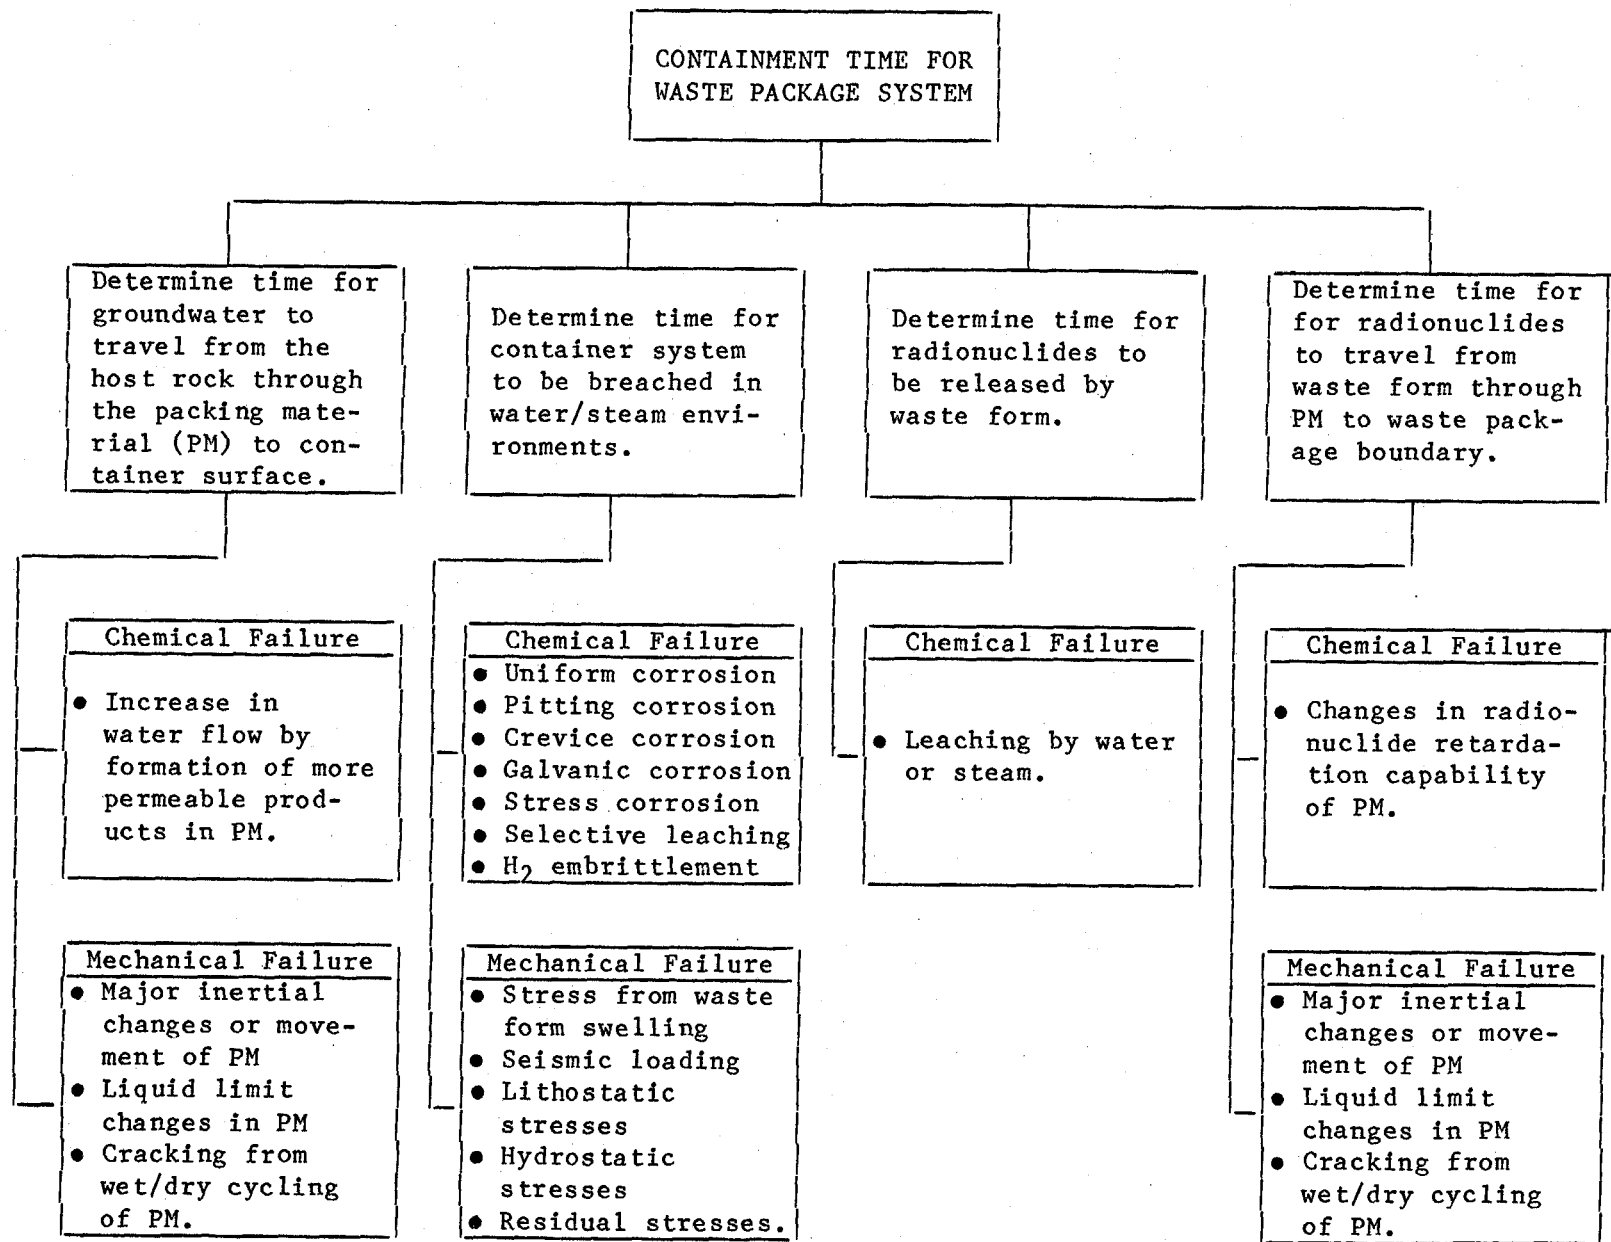 CONTAINMENT TIME FOR
WASTE PACKAGE SYSTEM
Determine time for
groundwater to
travel from the
host rock through
the packing mate-
rial (PM) to con-
tainer surface.
Determine time for
container system
to be breached in
water/steam envi-
ronments.
Determine time for
radionuclides to
be released by
waste form.
Determine time for
for radionuclides
to travel from
waste form through
PM to waste pack-
age boundary.
Chemical Failure
● Increase in
water flow by
formation of more
permeable prod-
ucts in PM.
Chemical Failure
● Uniform corrosion
● Pitting corrosion
● Crevice corrosion
● Galvanic corrosion
● Stress corrosion
● Selective leaching
● H₂ embrittlement
Chemical Failure
● Leaching by water
or steam.
Chemical Failure
● Changes in radio-
nuclide retarda-
tion capability
of PM.
Mechanical Failure
● Major inertial
changes or move-
ment of PM
● Liquid limit
changes in PM
● Cracking from
wet/dry cycling
of PM.
Mechanical Failure
● Stress from waste
form swelling
● Seismic loading
● Lithostatic
stresses
● Hydrostatic
stresses
● Residual stresses.
Mechanical Failure
● Major inertial
changes or move-
ment of PM
● Liquid limit
changes in PM
● Cracking from
wet/dry cycling
of PM.